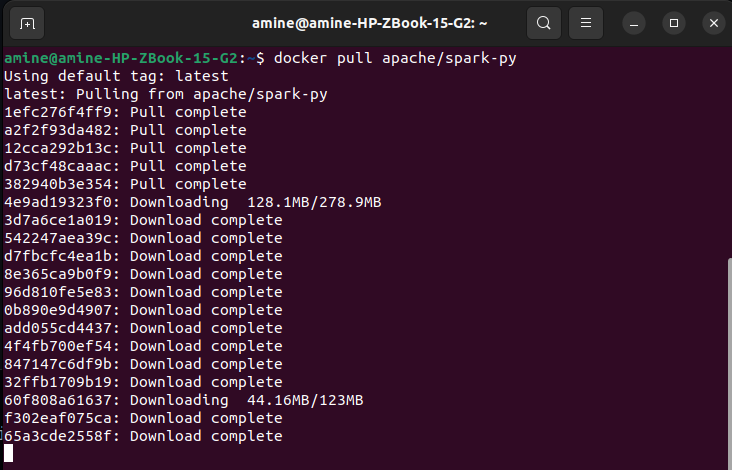 amine@amine-HP-ZBook-15-G2: ~
amine@amine-HP-ZBook-15-G2:~$ docker pull apache/spark-py
Using default tag: latest
latest: Pulling from apache/spark-py
1efc276f4ff9: Pull complete
a2f2f93da482: Pull complete
12cca292b13c: Pull complete
d73cf48caaac: Pull complete
382940b3e354: Pull complete
4e9ad19323f0: Downloading  128.1MB/278.9MB
3d7a6ce1a019: Download complete
542247aea39c: Download complete
d7fbcfc4ea1b: Download complete
8e365ca9b0f9: Download complete
96d810fe5e83: Download complete
0b890e9d4907: Download complete
add055cd4437: Download complete
4f4fb700ef54: Download complete
847147c6df9b: Download complete
32ffb1709b19: Download complete
60f808a61637: Downloading  44.16MB/123MB
f302eaf075ca: Download complete
65a3cde2558f: Download complete